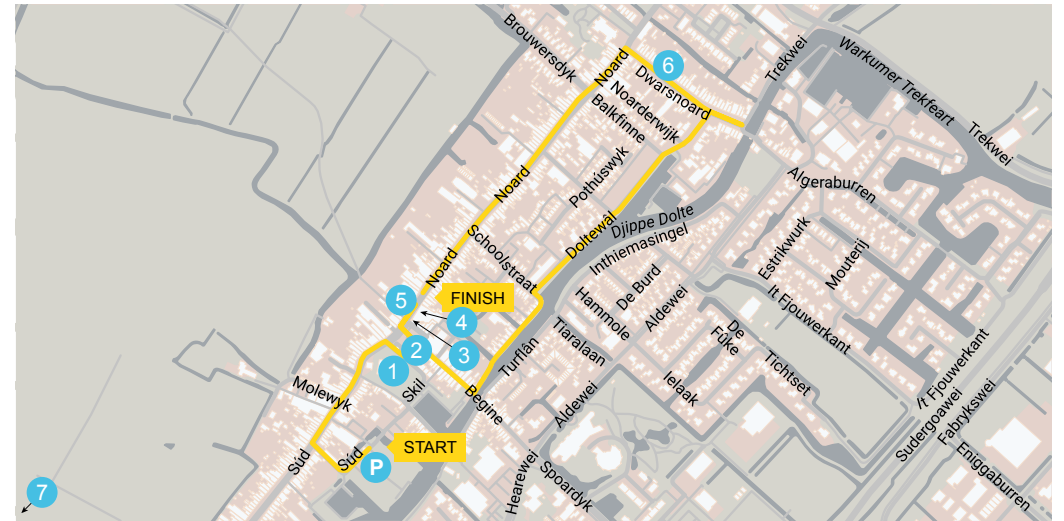 Brouwersdyk
Noard
6
Dwarsnoard
Trekwei
Warkumer Trekfeart
Trekwei
Noarderwijk
Balkfinne
Pothúswyk
Noard
Algeraburren
Djippe Dolte
Doltewâl
Inthiemasingel
Schoolstraat
Noard
Estrikwurk
Mouterij
De Burd
Hammole
Aldewei
It Fjouwerkant
5
FINISH
4
3
2
1
De Fûke
Tichtset
Turflân
Tiaralaan
Ielaak
Skil
Begine
Aldewei
Molewyk
It Fjouwerkant
Fabrykswei
Sudergoawei
Eniggaburren
START
Súd
Súd
P
Hearewei
Spoardyk
7